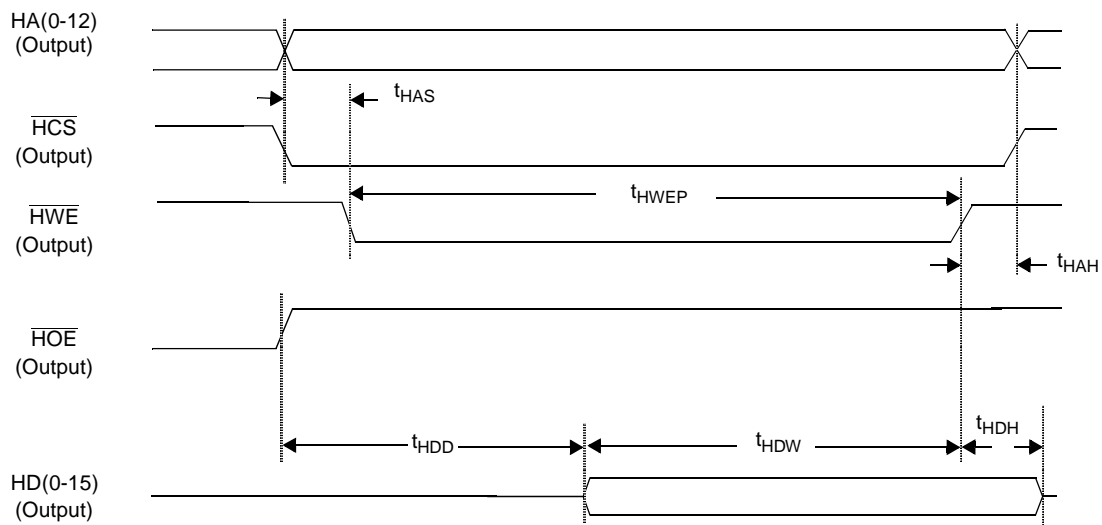 HA(0-12)
(Output)
tHAS
HCS
(Output)
tHWEP
HWE
(Output)
tHAH
HOE
(Output)
tHDD
tHDW
tHDH
HD(0-15)
(Output)